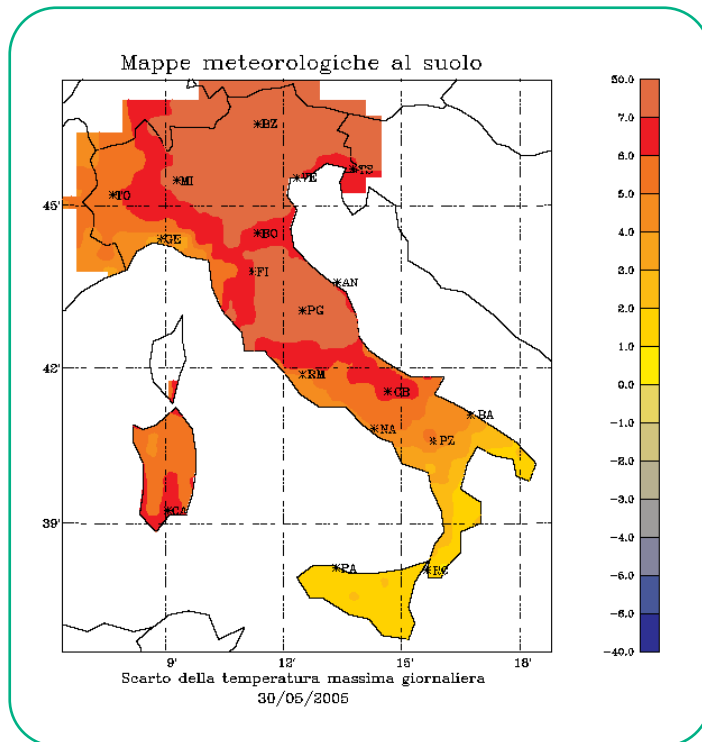 Mappe meteorologiche al suolo
*BZ
*TS
*MI
*VE
*TO
45'
*BO
*GE
*FI
*AN
*PG
42'
*RM
*CB
*BA
*NA
*PZ
39'
*CA
*PA
*RC
9'
12'
15'
18'
Scarto della temperatura massima giornaliera
30/05/2005
50.0
7.0
6.0
5.0
4.0
3.0
2.0
1.0
0.0
-1.0
-2.0
-3.0
-4.0
-5.0
-6.0
-40.0